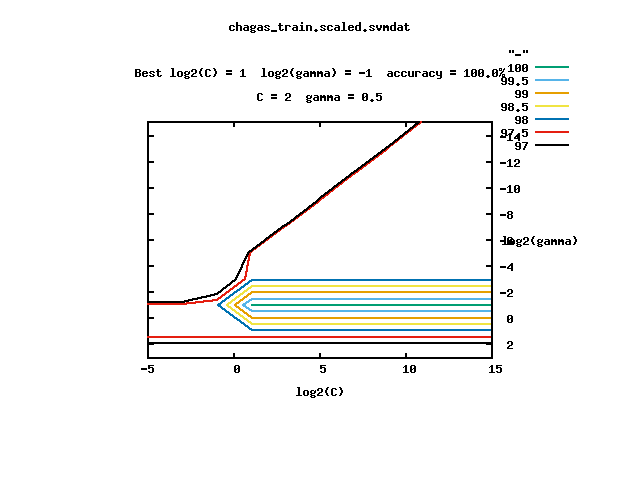 chagas_train.scaled.svmdat
Best log2(C) = 1 log2(gamma) = -1 accuracy = 100.0%
C = 2 gamma = 0.5
"-"
100
99.5
99
98.5
98
97.5
97
-14
-12
-10
-8
-6
log2(gamma)
-4
-2
0
2
-5 0 5 10 15
log2(C)